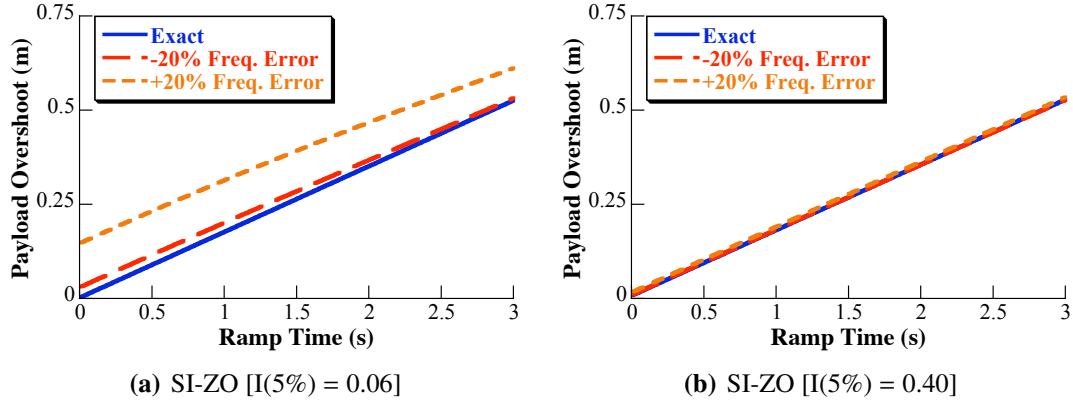 0.75
Exact
-20% Freq. Error
+20% Freq. Error
0.5
0.25
0
Payload Overshoot (m)
0 0.5 1 1.5 2 2.5 3
Ramp Time (s)
(a) SI-ZO [I(5%) = 0.06]
0.75
Exact
-20% Freq. Error
+20% Freq. Error
0.5
0.25
0
Payload Overshoot (m)
0 0.5 1 1.5 2 2.5 3
Ramp Time (s)
(b) SI-ZO [I(5%) = 0.40]